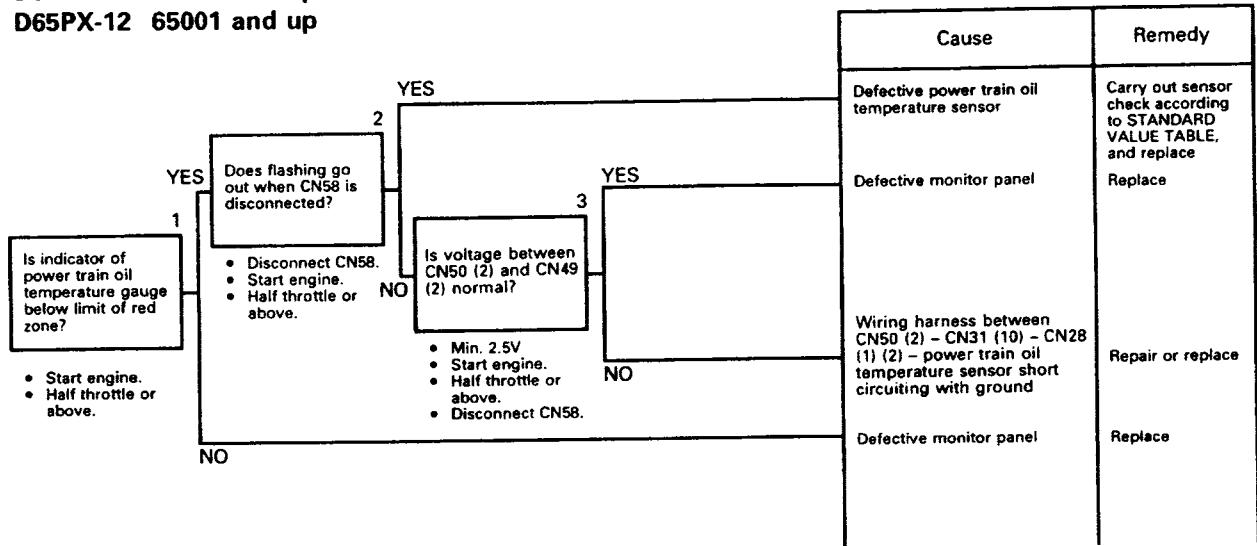 D65PX-12 65001 and up
Cause
Remedy
YES
Defective power train oil
temperature sensor
Carry out sensor
check according
to STANDARD
VALUE TABLE,
and replace
2
Does flashing go
out when CN58 is
disconnected?
YES
YES
Defective monitor panel
Replace
1
3
Is indicator of
power train oil
temperature gauge
below limit of red
zone?
• Disconnect CN58.
• Start engine.
• Half throttle or
above.
NO
Is voltage between
CN50 (2) and CN49
(2) normal?
• Start engine.
• Half throttle or
above.
• Min. 2.5V
• Start engine.
• Half throttle or
above.
• Disconnect CN58.
NO
Wiring harness between
CN50 (2) – CN31 (10) – CN28
(1) (2) – power train oil
temperature sensor short
circuiting with ground
Repair or replace
NO
Defective monitor panel
Replace